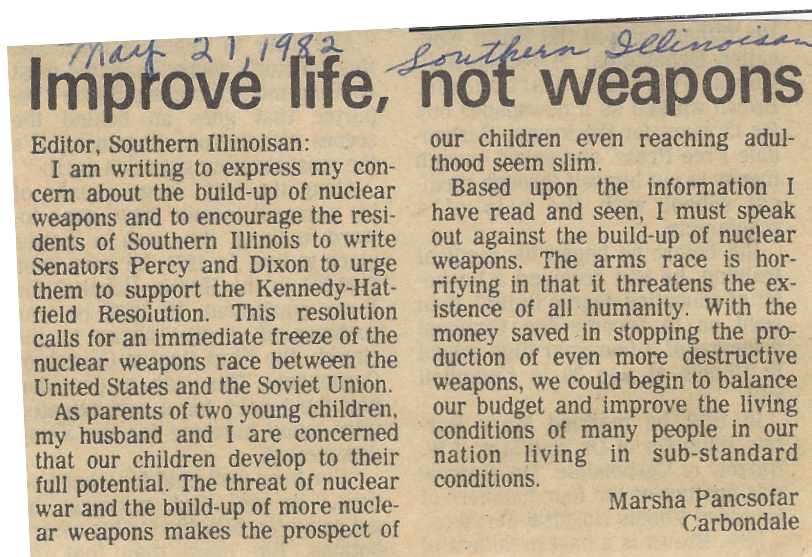 May 21, 1982 Southern Illinoisan
Improve life, not weapons
Editor, Southern Illinoisan:
I am writing to express my con-
cern about the build-up of nuclear
weapons and to encourage the resi-
dents of Southern Illinois to write
Senators Percy and Dixon to urge
them to support the Kennedy-Hat-
field Resolution. This resolution
calls for an immediate freeze of the
nuclear weapons race between the
United States and the Soviet Union.
As parents of two young children,
my husband and I are concerned
that our children develop to their
full potential. The threat of nuclear
war and the build-up of more nucle-
ar weapons makes the prospect of
our children even reaching adul-
thood seem slim.
Based upon the information I
have read and seen, I must speak
out against the build-up of nuclear
weapons. The arms race is hor-
rifying in that it threatens the ex-
istence of all humanity. With the
money saved in stopping the pro-
duction of even more destructive
weapons, we could begin to balance
our budget and improve the living
conditions of many people in our
nation living in sub-standard
conditions.
Marsha Pancsofar
Carbondale